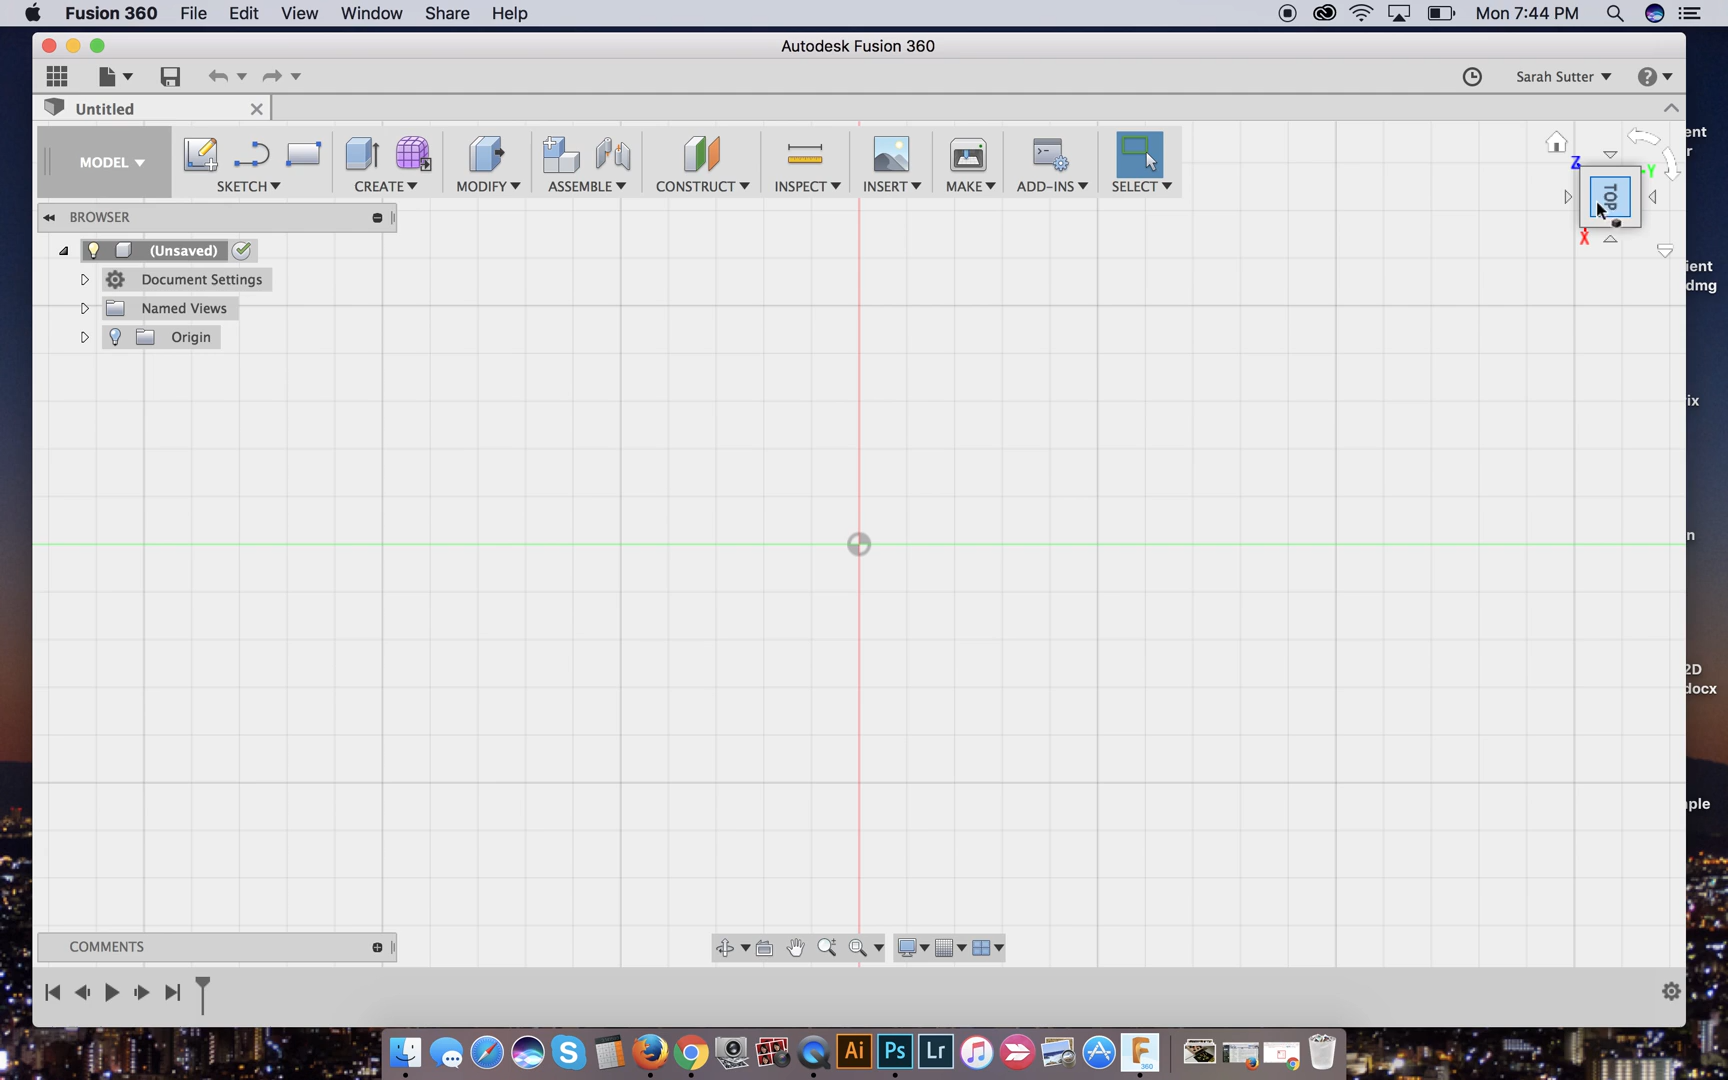 Fusion 360 File Edit View Window Share Help Mon 7:44 PM
Autodesk Fusion 360
Sarah Sutter
Untitled
MODEL
SKETCH CREATE MODIFY ASSEMBLE CONSTRUCT INSPECT INSERT MAKE ADD-INS SELECT
Z
-Y
TOP
X
BROWSER
(Unsaved)
Document Settings
Named Views
Origin
ent
r
ient
dmg
ix
n
2D
docx
ple
COMMENTS
Ai Ps Lr
F
360